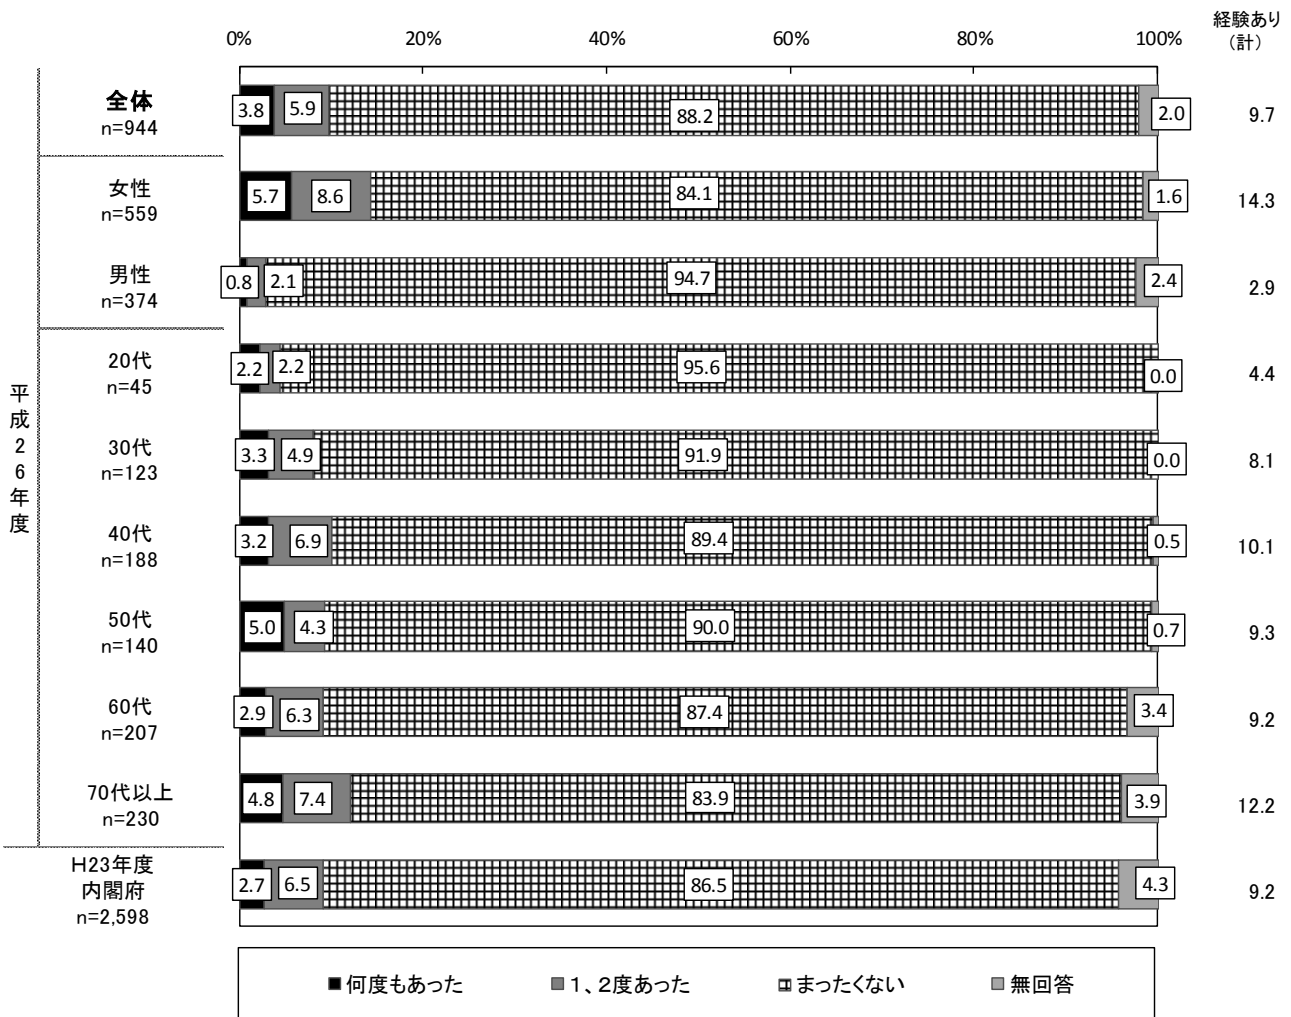 経験あり
（計）
0% 20% 40% 60% 80% 100%
平成26年度
全体
n=944
3.8 5.9 88.2 2.0 9.7
女性
n=559
5.7 8.6 84.1 1.6 14.3
男性
n=374
0.8 2.1 94.7 2.4 2.9
20代
n=45
2.2 2.2 95.6 0.0 4.4
30代
n=123
3.3 4.9 91.9 0.0 8.1
40代
n=188
3.2 6.9 89.4 0.5 10.1
50代
n=140
5.0 4.3 90.0 0.7 9.3
60代
n=207
2.9 6.3 87.4 3.4 9.2
70代以上
n=230
4.8 7.4 83.9 3.9 12.2
H23年度
内閣府
n=2,598
2.7 6.5 86.5 4.3 9.2
何度もあった １、２度あった まったくない 無回答